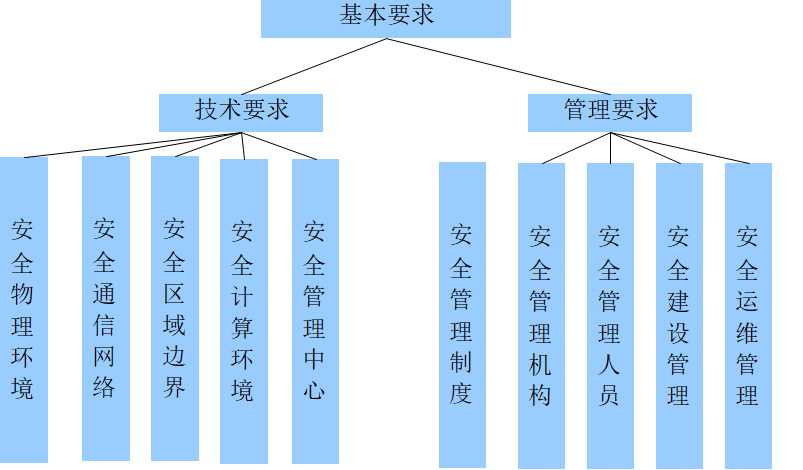 基本要求
技术要求
管理要求
安全物理环境
安全通信网络
安全区域边界
安全计算环境
安全管理中心
安全管理制度
安全管理机构
安全管理人员
安全建设管理
安全运维管理